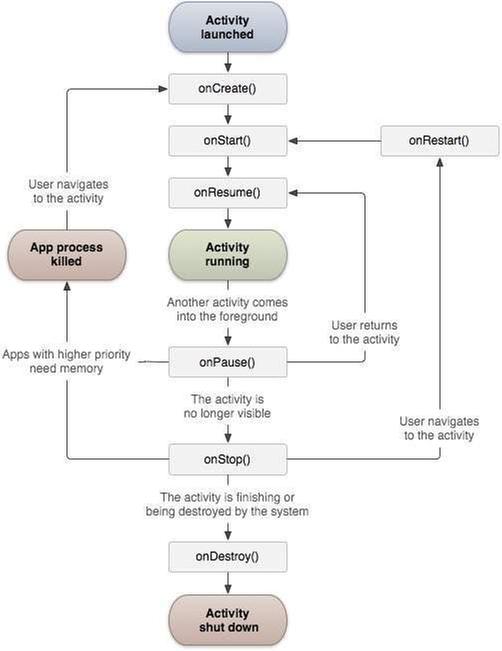 Activity
launched
onCreate()
onStart()
onRestart()
User navigates
to the activity
onResume()
App process
killed
Activity
running
Another activity comes
into the foreground
User returns
to the activity
Apps with higher priority
need memory
onPause()
The activity is
no longer visible
User navigates
to the activity
onStop()
The activity is finishing or
being destroyed by the system
onDestroy()
Activity
shut down